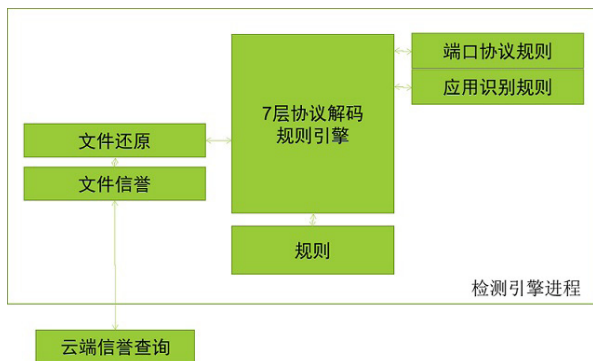 端口协议规则
应用识别规则
7层协议解码
规则引擎
文件还原
文件信誉
规则
检测引擎进程
云端信誉查询